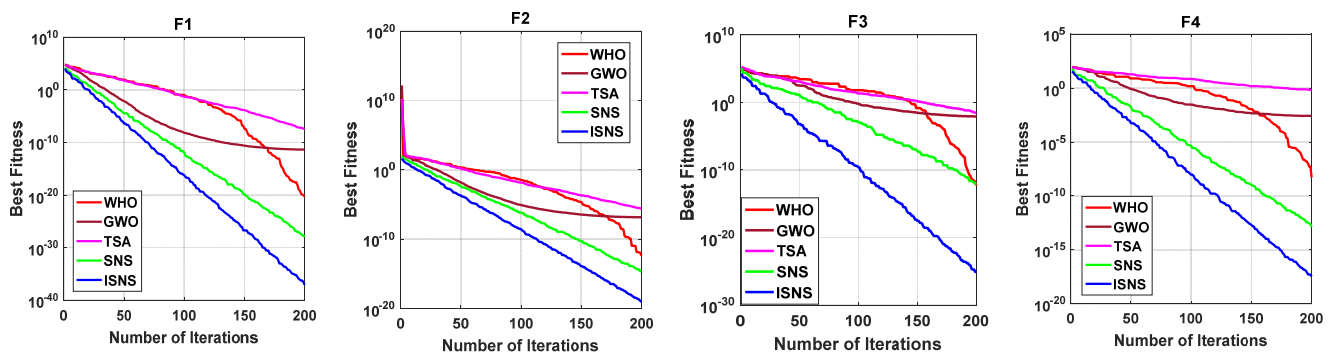 F1
10^10
10^0
10^-10
10^-20
10^-30
10^-40
Best Fitness
WHO
GWO
TSA
SNS
ISNS
0 50 100 150 200
Number of Iterations
F2
10^20
10^10
10^0
10^-10
10^-20
Best Fitness
WHO
GWO
TSA
SNS
ISNS
0 50 100 150 200
Number of Iterations
F3
10^10
10^0
10^-10
10^-20
10^-30
Best Fitness
WHO
GWO
TSA
SNS
ISNS
0 50 100 150 200
Number of Iterations
F4
10^5
10^0
10^-5
10^-10
10^-15
10^-20
Best Fitness
WHO
GWO
TSA
SNS
ISNS
0 50 100 150 200
Number of Iterations